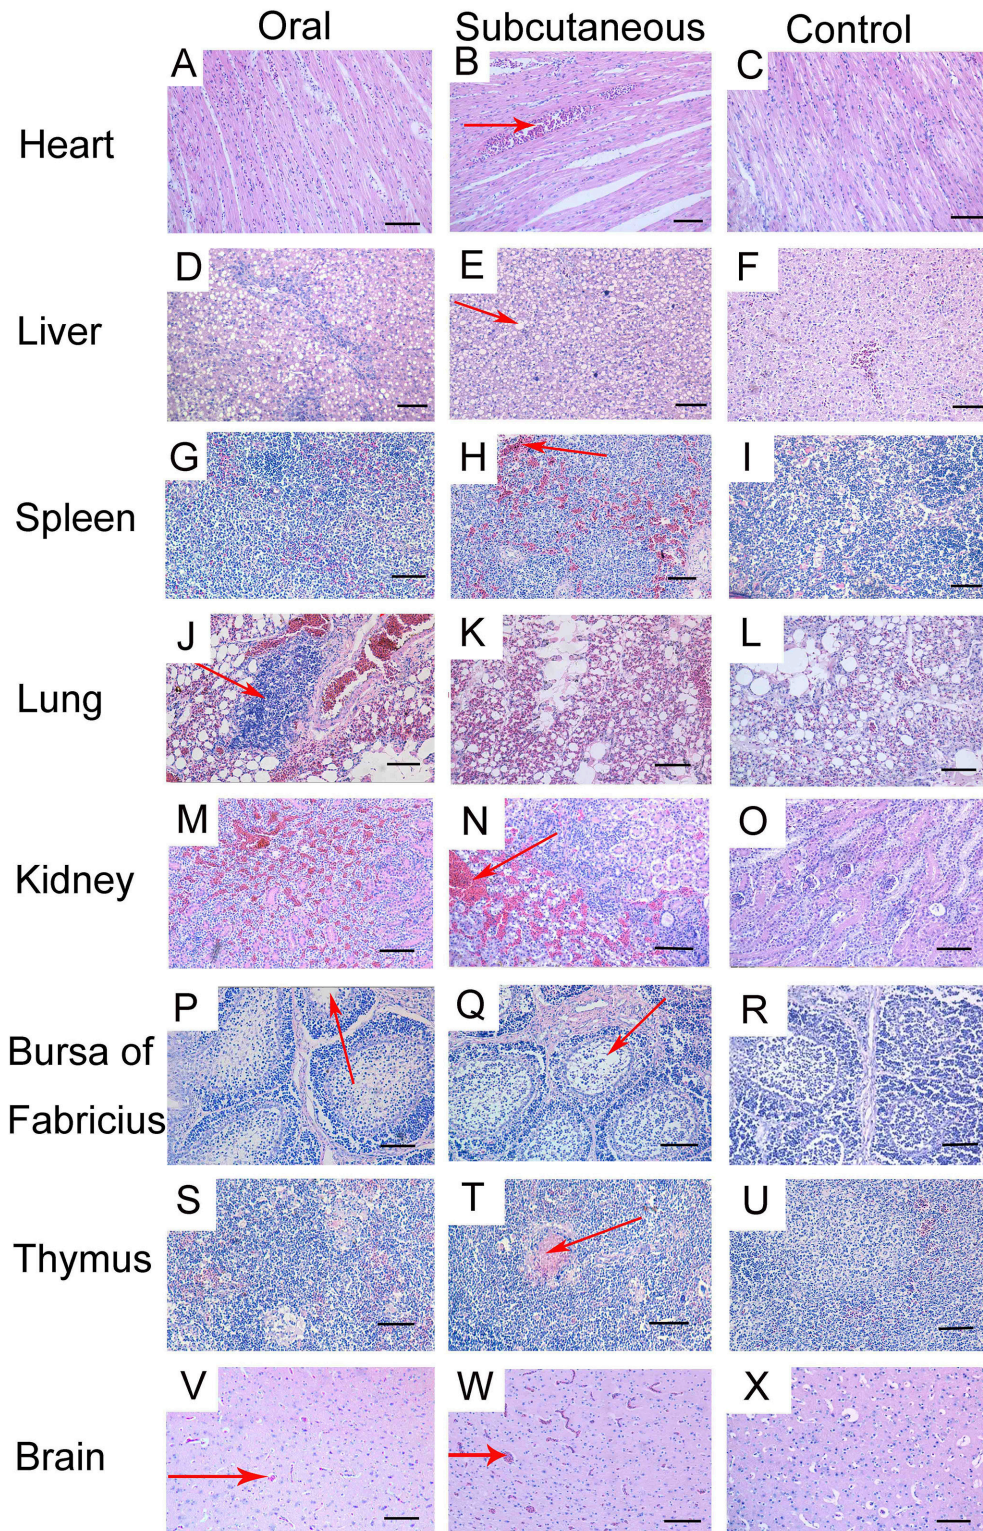 Oral Subcutaneous Control
A B C
Heart
D E F
Liver
G H I
Spleen
J K L
Lung
M N O
Kidney
P Q R
Bursa of
Fabricius
S T U
Thymus
V W X
Brain